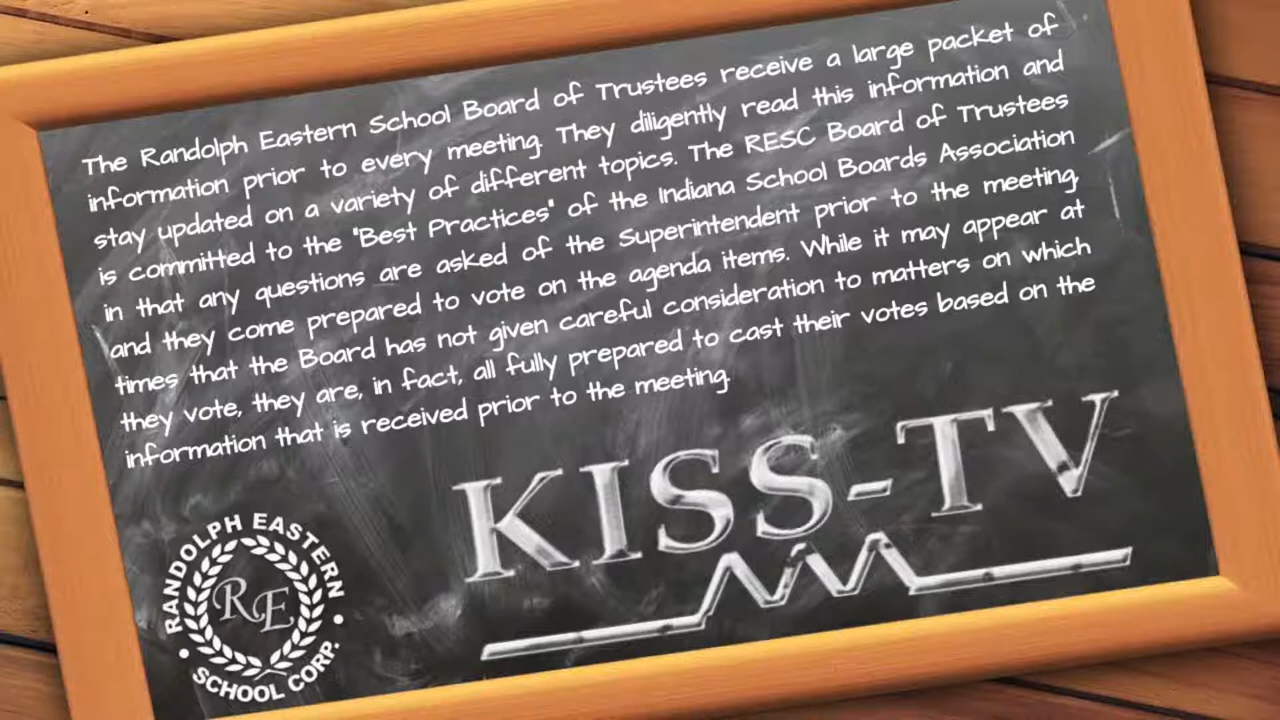 The Randolph Eastern School Board of Trustees receive a large packet of
information prior to every meeting. They diligently read this information and
stay updated on a variety of different topics. The RESC Board of Trustees
is committed to the "Best Practices" of the Indiana School Boards Association
in that any questions are asked of the Superintendent prior to the meeting,
and they come prepared to vote on the agenda items. While it may appear at
times that the Board has not given careful consideration to matters on which
they vote, they are, in fact, all fully prepared to cast their votes based on the
information that is received prior to the meeting.
KISS-TV
RANDOLPH EASTERN
RE
SCHOOL CORP.